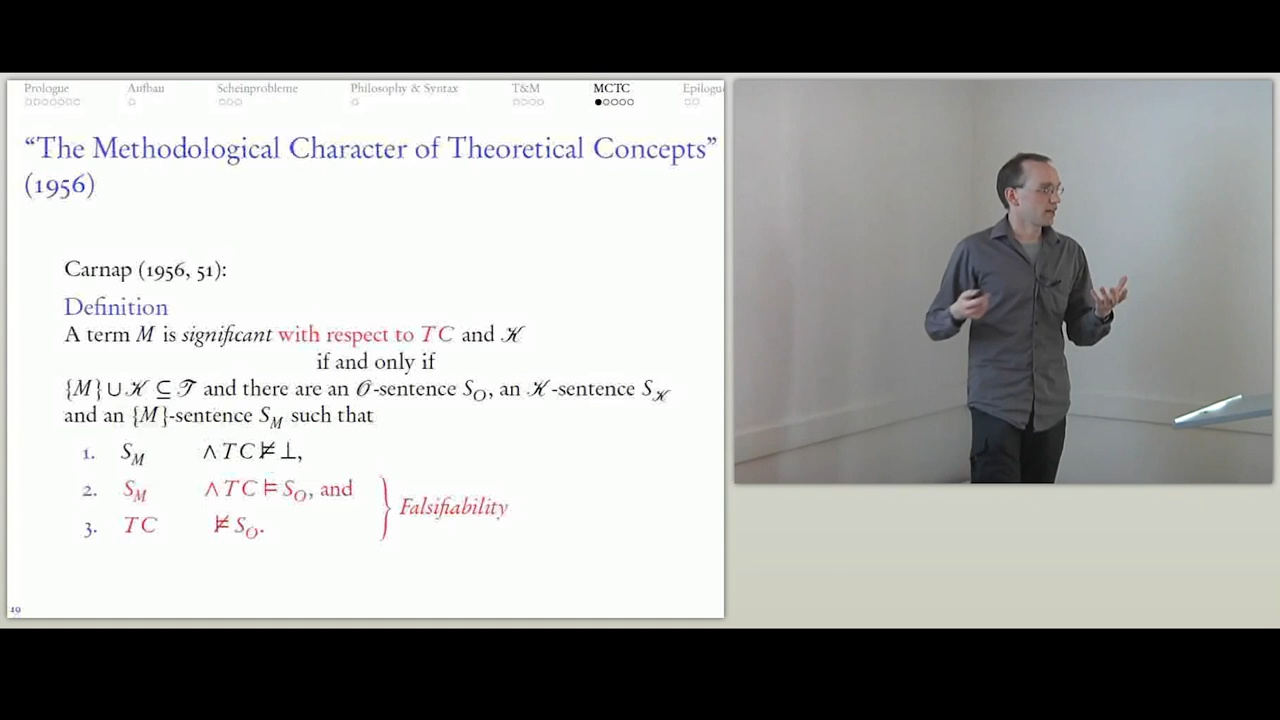 Prologue Aufbau Scheinprobleme Philosophy & Syntax T&M MCTC Epilogu
“The Methodological Character of Theoretical Concepts”
(1956)
Carnap (1956, 51):
Definition
A term M is significant with respect to TC and 𝒦
if and only if
{M} ∪ 𝒦 ⊆ 𝒯 and there are an 𝒪-sentence S_O, an 𝒦-sentence S_𝒦
and an {M}-sentence S_M such that
1. S_M ∧ TC ⊭ ⊥,
2. S_M ∧ TC ⊨ S_O, and
Falsifiability
3. TC ⊭ S_O.
19